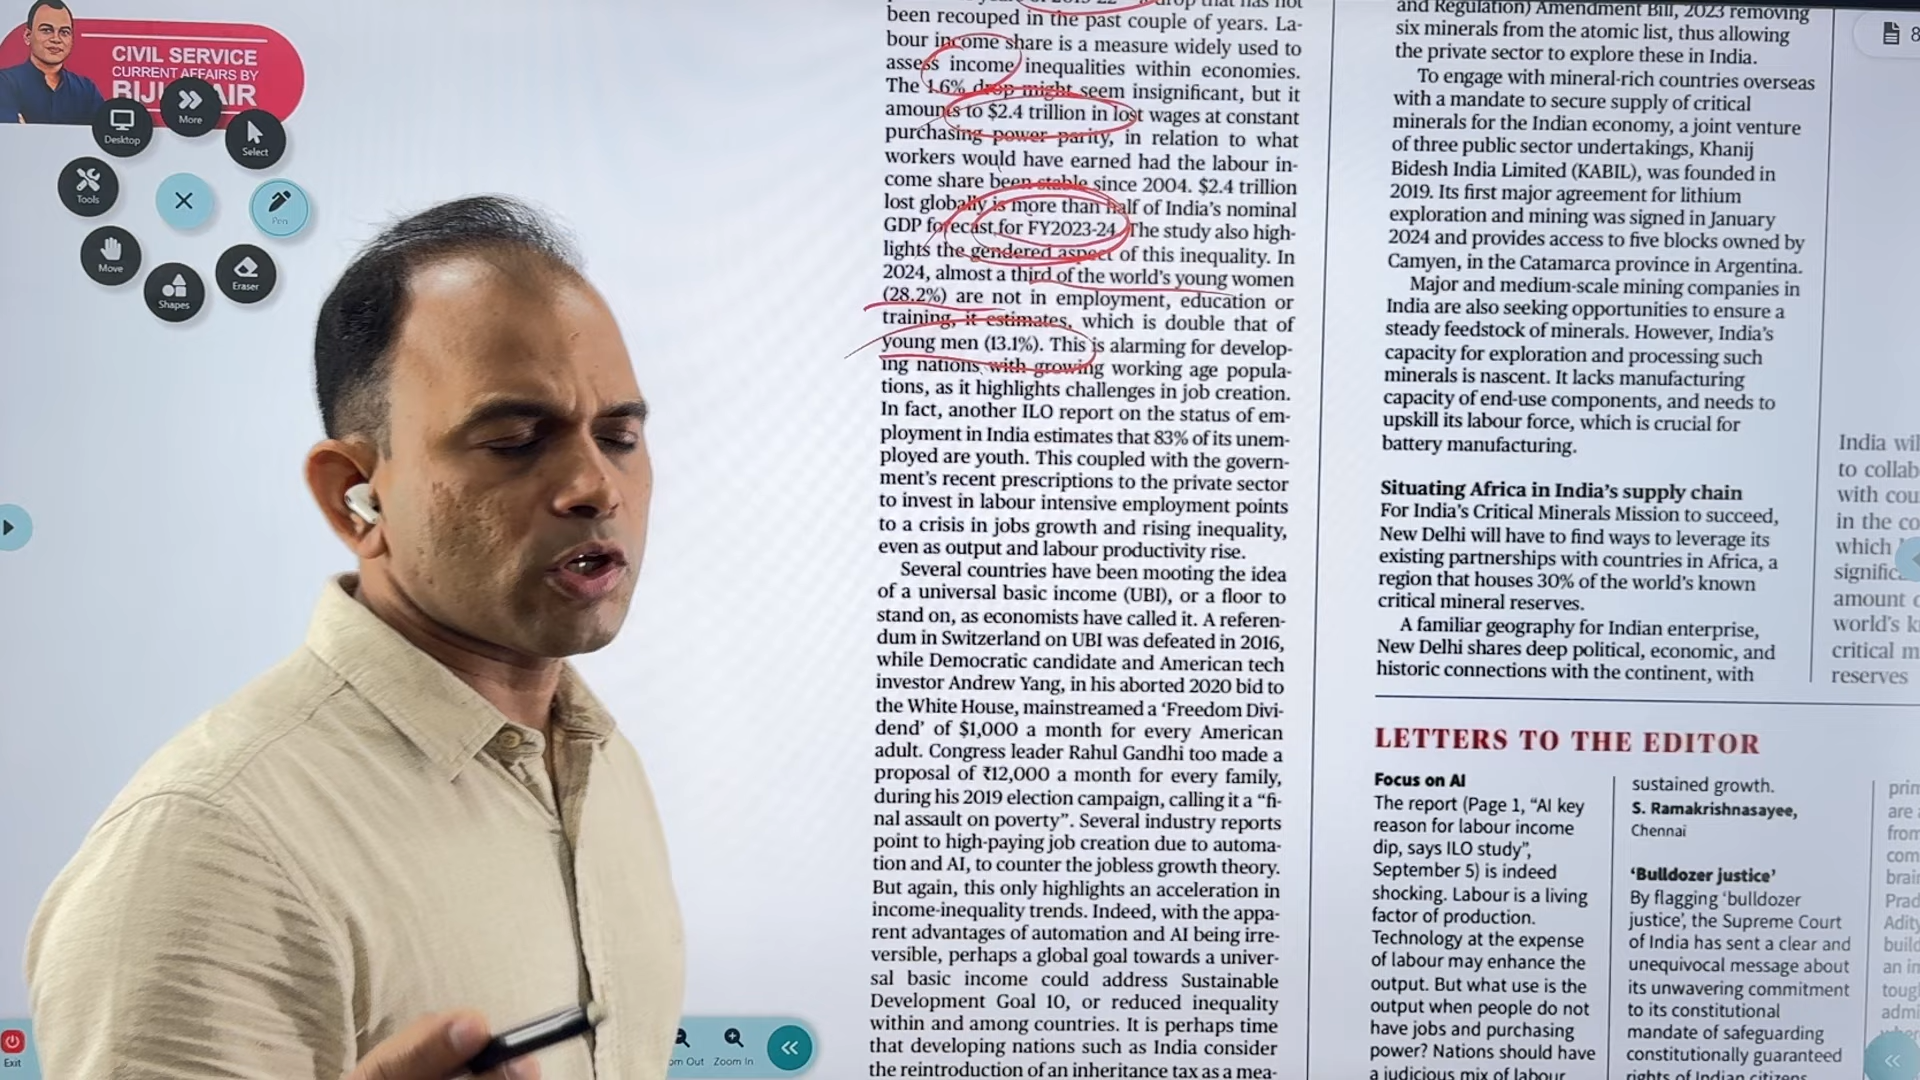 CIVIL SERVICE
CURRENT AFFAIRS BY
More
Desktop
Select
Tools
Pen
Move
Eraser
Shapes
Exit
Zoom In
been recouped in the past couple of years. La-
bour income share is a measure widely used to
assess income inequalities within economies.
The 1.6% drop might seem insignificant, but it
amounts to $2.4 trillion in lost wages at constant
purchasing power parity, in relation to what
workers would have earned had the labour in-
come share been stable since 2004. $2.4 trillion
lost globally is more than half of India's nominal
GDP forecast for FY2023-24. The study also high-
lights the gendered aspect of this inequality. In
2024, almost a third of the world's young women
(28.2%) are not in employment, education or
training, it estimates, which is double that of
young men (13.1%). This is alarming for develop-
ing nations with growing working age popula-
tions, as it highlights challenges in job creation.
In fact, another ILO report on the status of em-
ployment in India estimates that 83% of its unem-
ployed are youth. This coupled with the govern-
ment's recent prescriptions to the private sector
to invest in labour intensive employment points
to a crisis in jobs growth and rising inequality,
even as output and labour productivity rise.
Several countries have been mooting the idea
of a universal basic income (UBI), or a floor to
stand on, as economists have called it. A referen-
dum in Switzerland on UBI was defeated in 2016,
while Democratic candidate and American tech
investor Andrew Yang, in his aborted 2020 bid to
the White House, mainstreamed a 'Freedom Divi-
dend' of $1,000 a month for every American
adult. Congress leader Rahul Gandhi too made a
proposal of ₹12,000 a month for every family,
during his 2019 election campaign, calling it a "fi-
nal assault on poverty". Several industry reports
point to high-paying job creation due to automa-
tion and AI, to counter the jobless growth theory.
But again, this only highlights an acceleration in
income-inequality trends. Indeed, with the appa-
rent advantages of automation and AI being irre-
versible, perhaps a global goal towards a univer-
sal basic income could address Sustainable
Development Goal 10, or reduced inequality
within and among countries. It is perhaps time
that developing nations such as India consider
the reintroduction of an inheritance tax as a mea-
and Regulation) Amendment Bill, 2023 removing
six minerals from the atomic list, thus allowing
the private sector to explore these in India.
To engage with mineral-rich countries overseas
with a mandate to secure supply of critical
minerals for the Indian economy, a joint venture
of three public sector undertakings, Khanij
Bidesh India Limited (KABIL), was founded in
2019. Its first major agreement for lithium
exploration and mining was signed in January
2024 and provides access to five blocks owned by
Camyen, in the Catamarca province in Argentina.
Major and medium-scale mining companies in
India are also seeking opportunities to ensure a
steady feedstock of minerals. However, India's
capacity for exploration and processing such
minerals is nascent. It lacks manufacturing
capacity of end-use components, and needs to
upskill its labour force, which is crucial for
battery manufacturing.
Situating Africa in India's supply chain
For India's Critical Minerals Mission to succeed,
New Delhi will have to find ways to leverage its
existing partnerships with countries in Africa, a
region that houses 30% of the world's known
critical mineral reserves.
A familiar geography for Indian enterprise,
New Delhi shares deep political, economic, and
historic connections with the continent, with
LETTERS TO THE EDITOR
Focus on AI
The report (Page 1, "AI key
reason for labour income
dip, says ILO study",
September 5) is indeed
shocking. Labour is a living
factor of production.
Technology at the expense
of labour may enhance the
output. But what use is the
output when people do not
have jobs and purchasing
power? Nations should have
a judicious mix of labour
sustained growth.
S. Ramakrishnasayee,
Chennai
'Bulldozer justice'
By flagging 'bulldozer
justice', the Supreme Court
of India has sent a clear and
unequivocal message about
its unwavering commitment
to its constitutional
mandate of safeguarding
constitutionally guaranteed
rights of Indian citizens
India
to
with
in the
which
amount
world's
critical
reserves
are
from
an